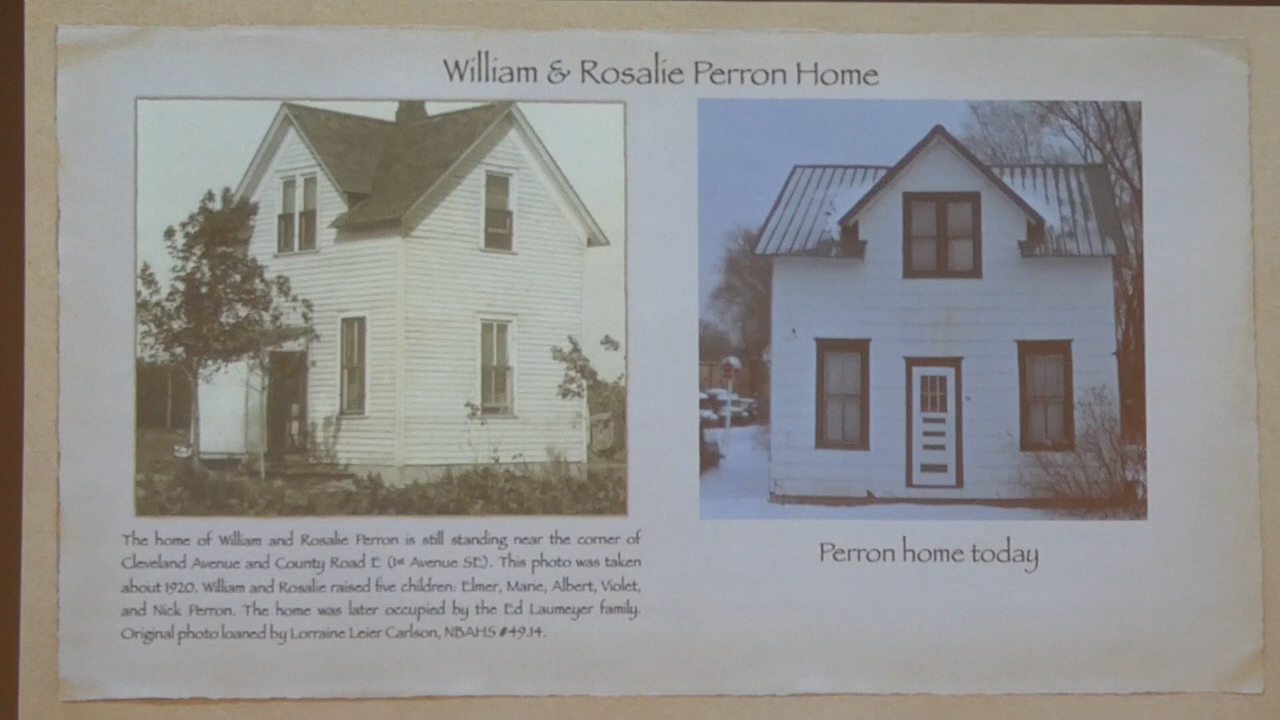 William & Rosalie Perron Home
The home of William and Rosalie Perron is still standing near the corner of
Cleveland Avenue and County Road E (1st Avenue SE). This photo was taken
about 1920. William and Rosalie raised five children: Elmer, Marie, Albert, Violet,
and Nick Perron. The home was later occupied by the Ed Laumeyer family.
Original photo loaned by Lorraine Leier Carlson, NBAHS #49.14.
Perron home today